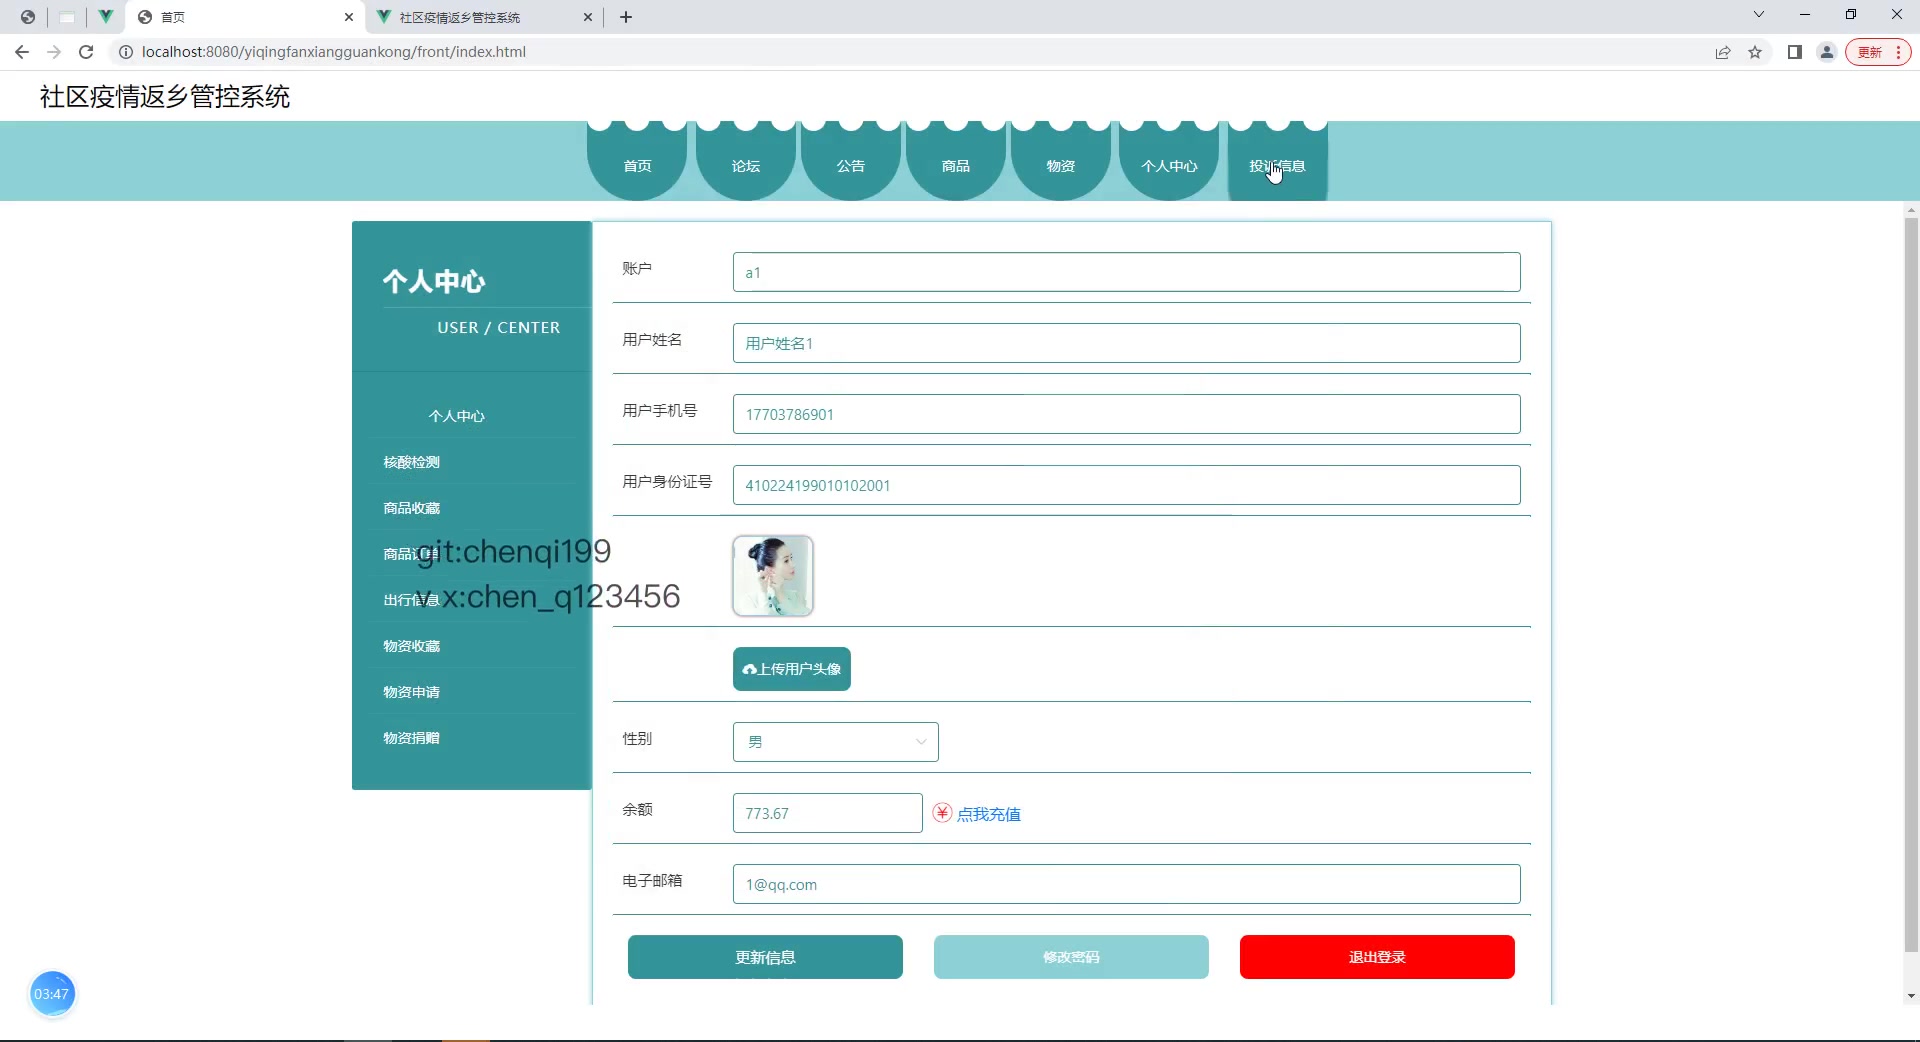 首页
社区疫情返乡管控系统
localhost:8080/yiqingfanxiangguankong/front/index.html
更新
社区疫情返乡管控系统
首页
论坛
公告
商品
物资
个人中心
投诉信息
个人中心
USER / CENTER
个人中心
核酸检测
商品收藏
商品订单
出行信息
物资收藏
物资申请
物资捐赠
git:chenqi199
v x:chen_q123456
账户
a1
用户姓名
用户姓名1
用户手机号
17703786901
用户身份证号
410224199010102001
上传用户头像
性别
男
余额
773.67
点我充值
电子邮箱
1@qq.com
更新信息
修改密码
退出登录
03:47